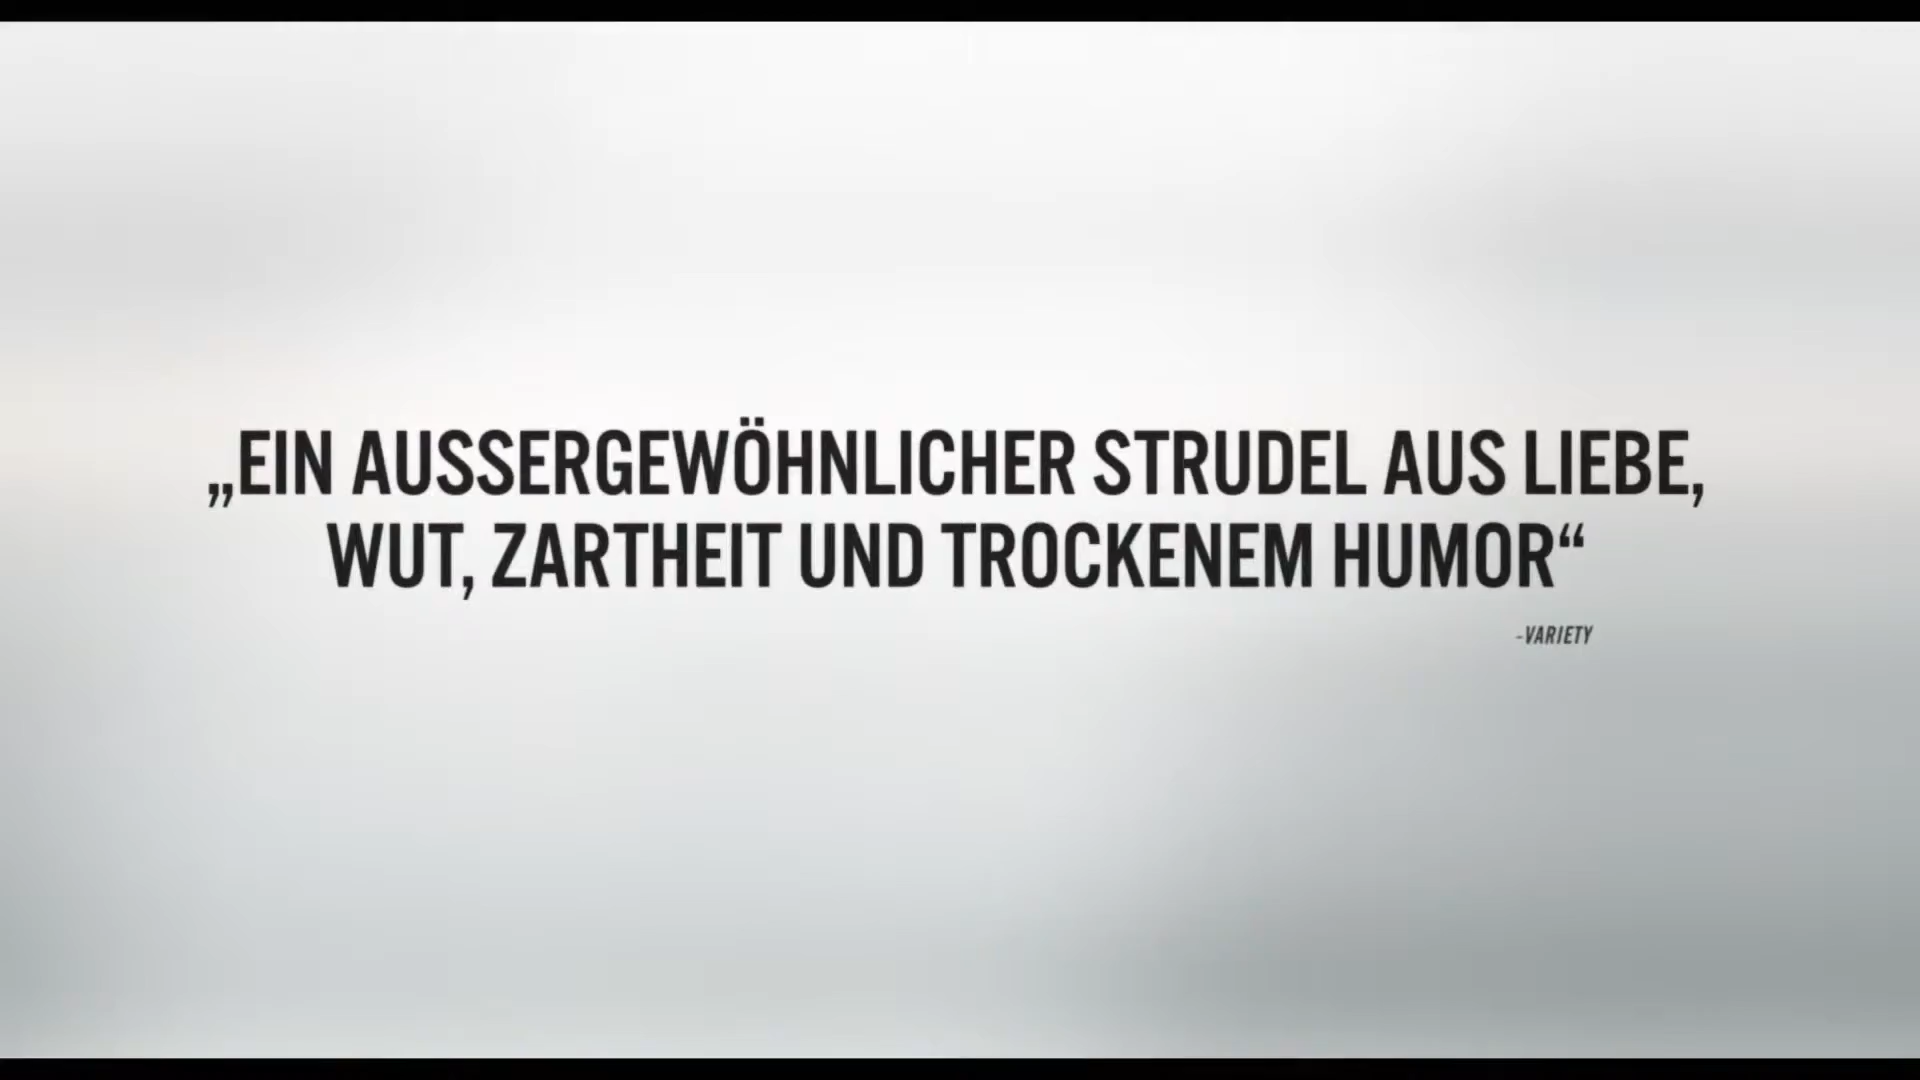 „EIN AUSSERGEWÖHNLICHER STRUDEL AUS LIEBE,
WUT, ZARTHEIT UND TROCKENEM HUMOR“
-VARIETY